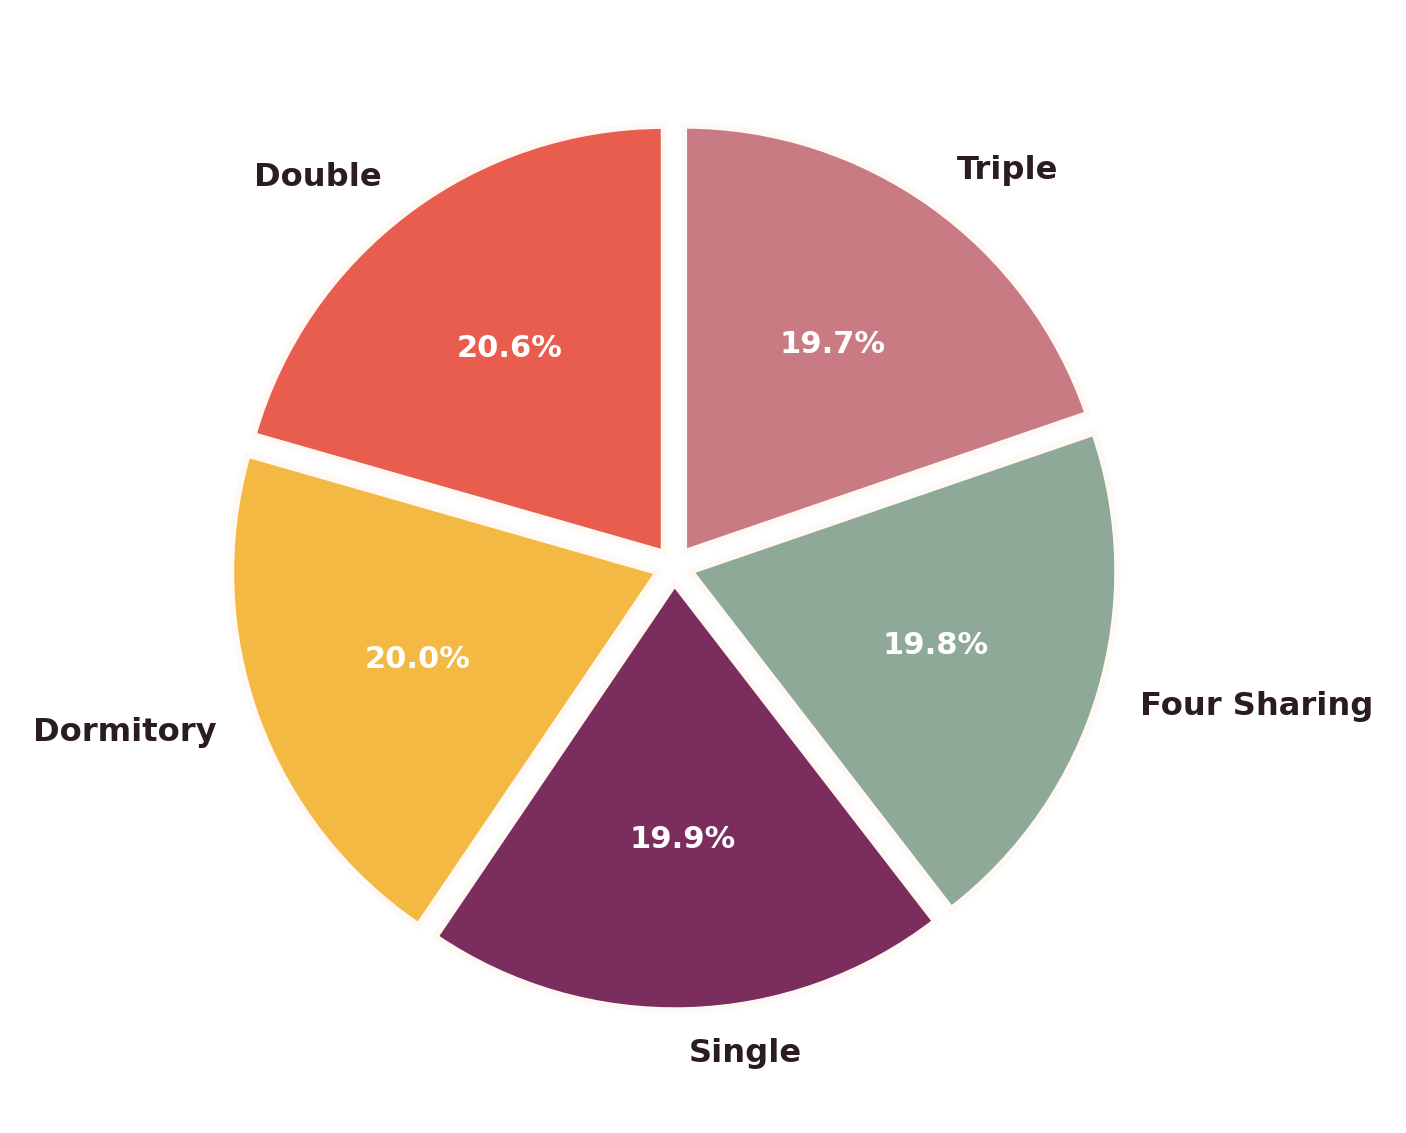 Triple
Double
19.7%
20.6%
19.8%
20.0%
Four Sharing
Dormitory
19.9%
Single